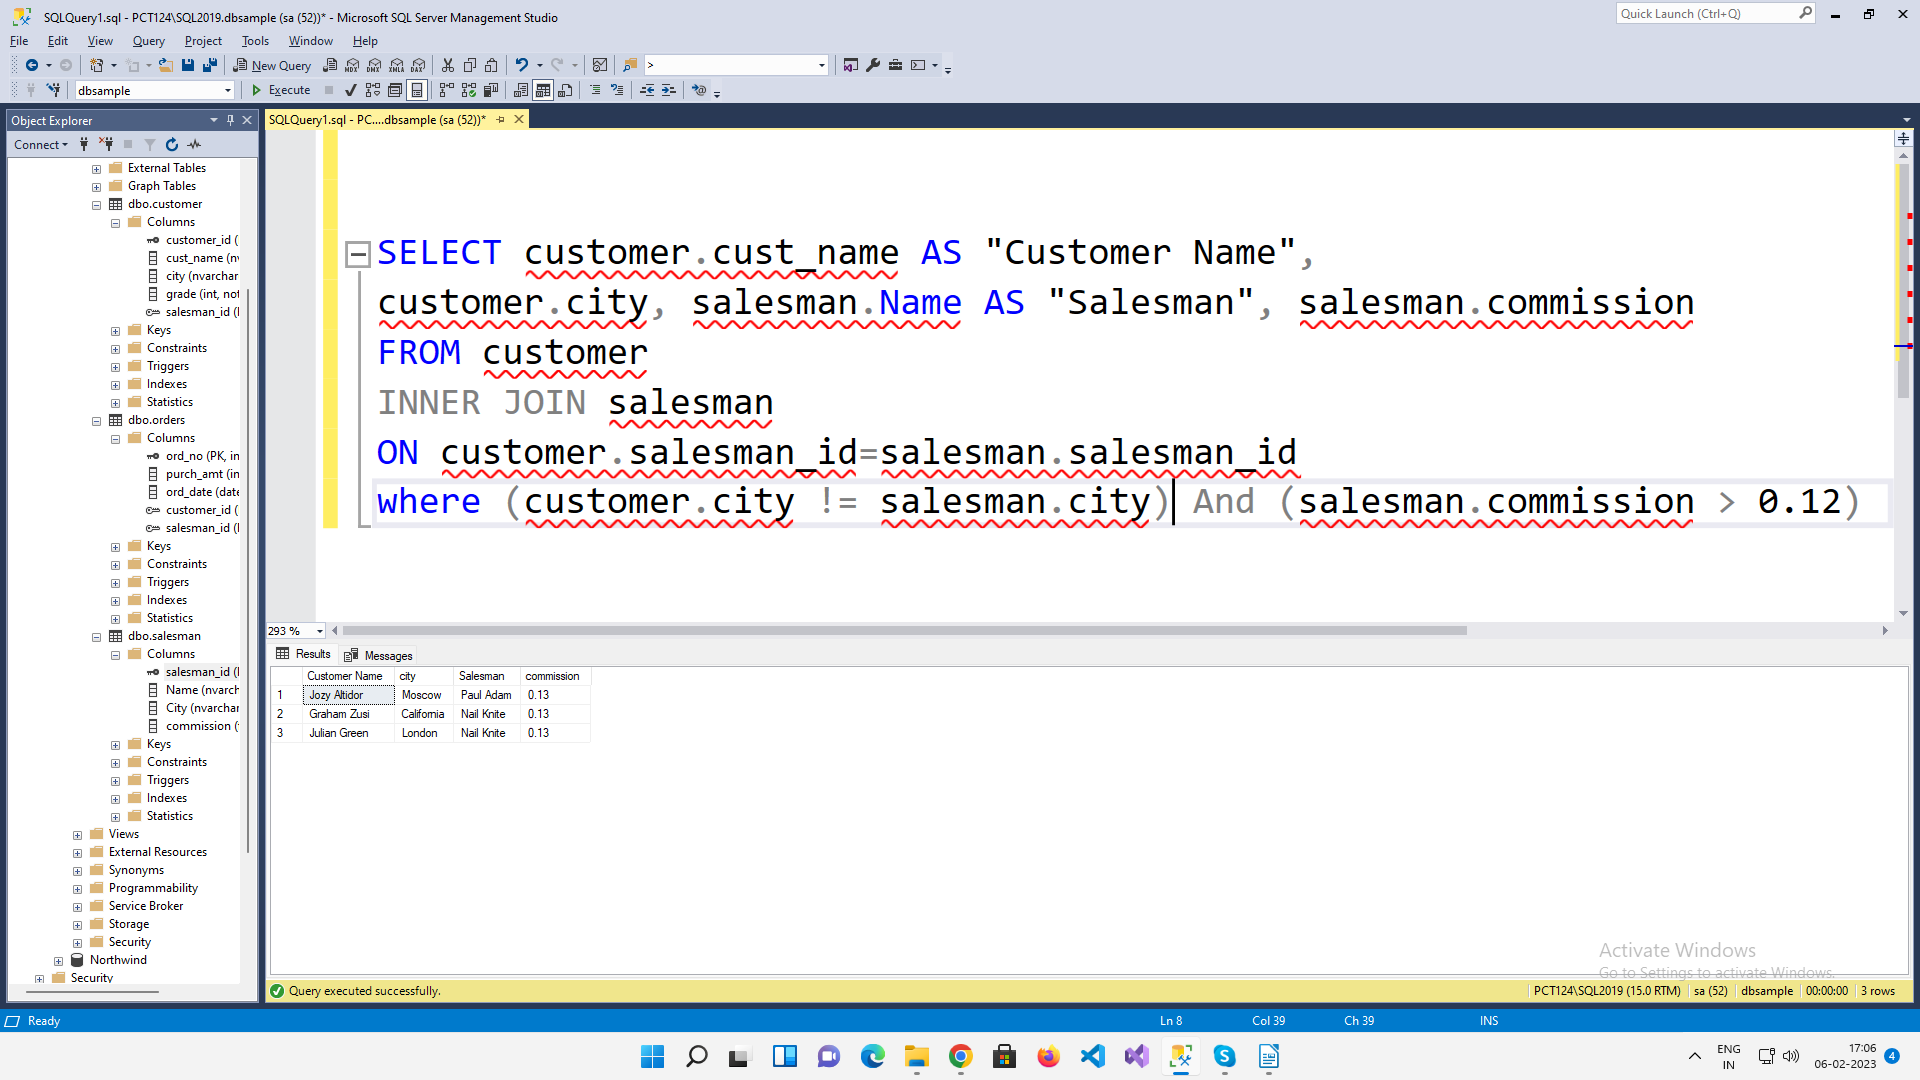 SQLQuery1.sql - PCT124\SQL2019.dbsample (sa (52))* - Microsoft SQL Server Management Studio
Quick Launch (Ctrl+Q)
File Edit View Query Project Tools Window Help
New Query
MDX DMX XMLA DAX
>
dbsample
Execute
Object Explorer
Connect
External Tables
Graph Tables
dbo.customer
Columns
customer_id (
cust_name (nv
city (nvarchar
grade (int, not
salesman_id (I
Keys
Constraints
Triggers
Indexes
Statistics
dbo.orders
Columns
ord_no (PK, in
purch_amt (in
ord_date (date
customer_id (
salesman_id (I
Keys
Constraints
Triggers
Indexes
Statistics
dbo.salesman
Columns
salesman_id (I
Name (nvarch
City (nvarchar
commission (
Keys
Constraints
Triggers
Indexes
Statistics
Views
External Resources
Synonyms
Programmability
Service Broker
Storage
Security
Northwind
Security
SQLQuery1.sql - PC....dbsample (sa (52))*
SELECT customer.cust_name AS "Customer Name",
customer.city, salesman.Name AS "Salesman", salesman.commission
FROM customer
INNER JOIN salesman
ON customer.salesman_id=salesman.salesman_id
where (customer.city != salesman.city) And (salesman.commission > 0.12)
293 %
Results Messages
Customer Name city Salesman commission
1 Jozy Altidor Moscow Paul Adam 0.13
2 Graham Zusi California Nail Knite 0.13
3 Julian Green London Nail Knite 0.13
Activate Windows
Go to Settings to activate Windows.
Query executed successfully.
PCT124\SQL2019 (15.0 RTM) sa (52) dbsample 00:00:00 3 rows
Ready
Ln 8 Col 39 Ch 39 INS
ENG
IN
17:06
06-02-2023
4